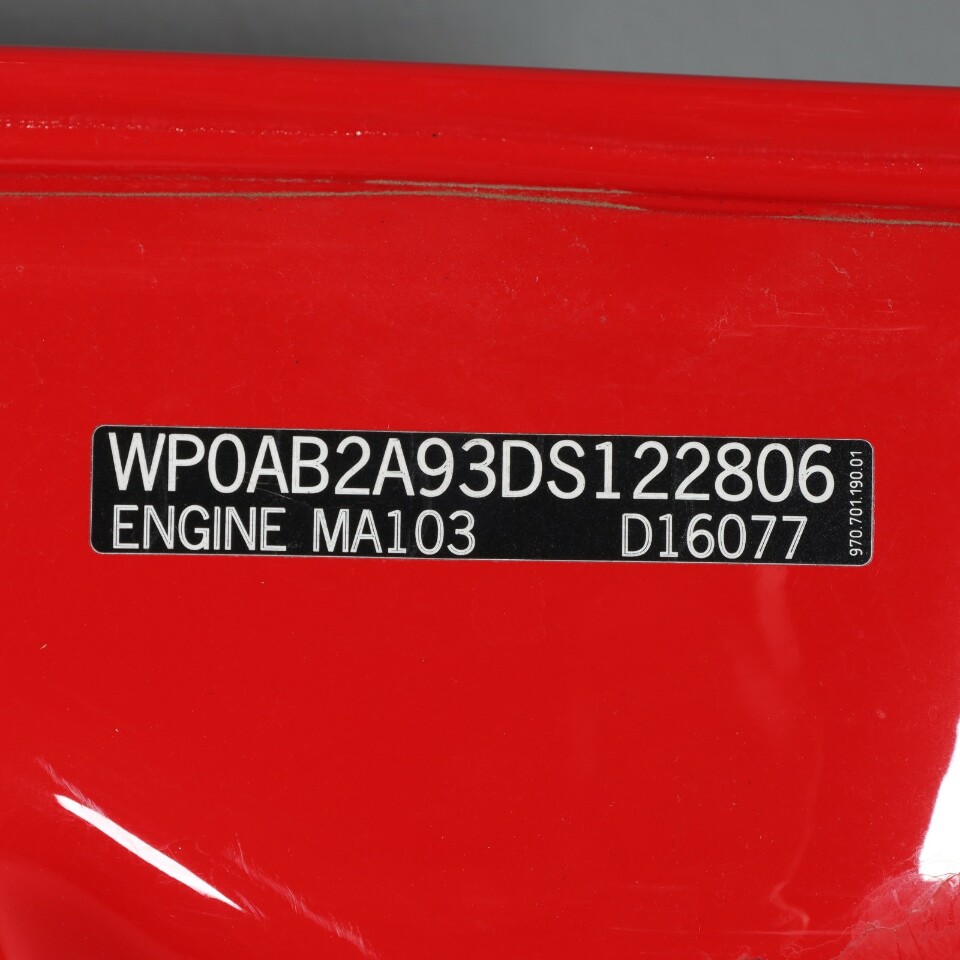 WP0AB2A93DS122806
ENGINE MA103 D16077
970.701.190.01